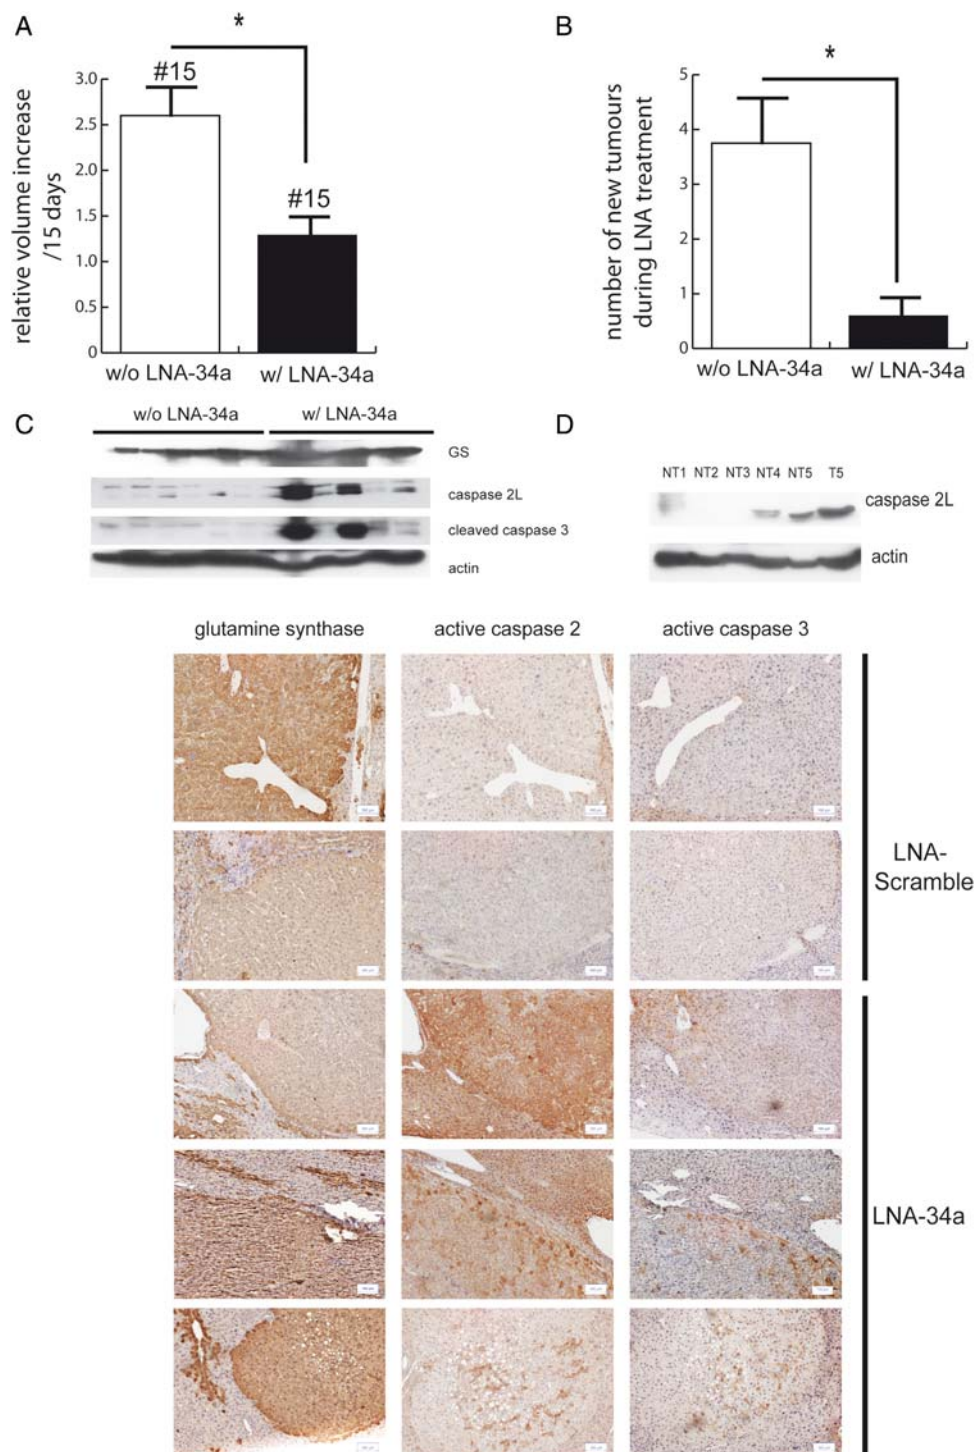 A
*
#15
#15
relative volume increase
/15 days
3.0
2.5
2.0
1.5
1.0
0.5
0
w/o LNA-34a
w/ LNA-34a
B
*
number of new tumours
during LNA treatment
5
4
3
2
1
0
w/o LNA-34a
w/ LNA-34a
C
w/o LNA-34a
w/ LNA-34a
GS
caspase 2L
cleaved caspase 3
actin
D
NT1 NT2 NT3 NT4 NT5 T5
caspase 2L
actin
glutamine synthase
active caspase 2
active caspase 3
LNA-
Scramble
LNA-34a